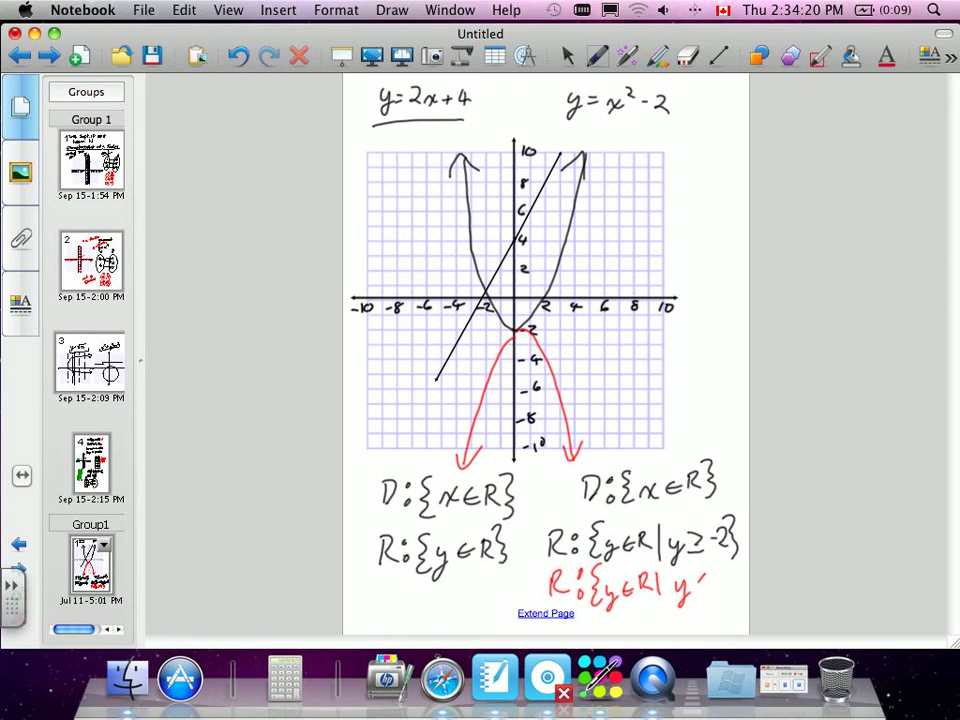 Notebook File Edit View Insert Format Draw Window Help Thu 2:34:20 PM (0:09)
Untitled
Groups
Group 1
Sep 15-1:54 PM
2
Sep 15-2:00 PM
3
Sep 15-2:09 PM
4
Sep 15-2:15 PM
Group1
Jul 11-5:01 PM
y=2x+4 y=x²-2
10
8
6
4
2
-10 -8 -6 -4 -2 2 4 6 8 10
-2
-4
-6
-8
-10
D:{x∈R} D:{x∈R}
R:{y∈R} R:{y∈R|y≥-2}
R:{y∈R| y
Extend Page